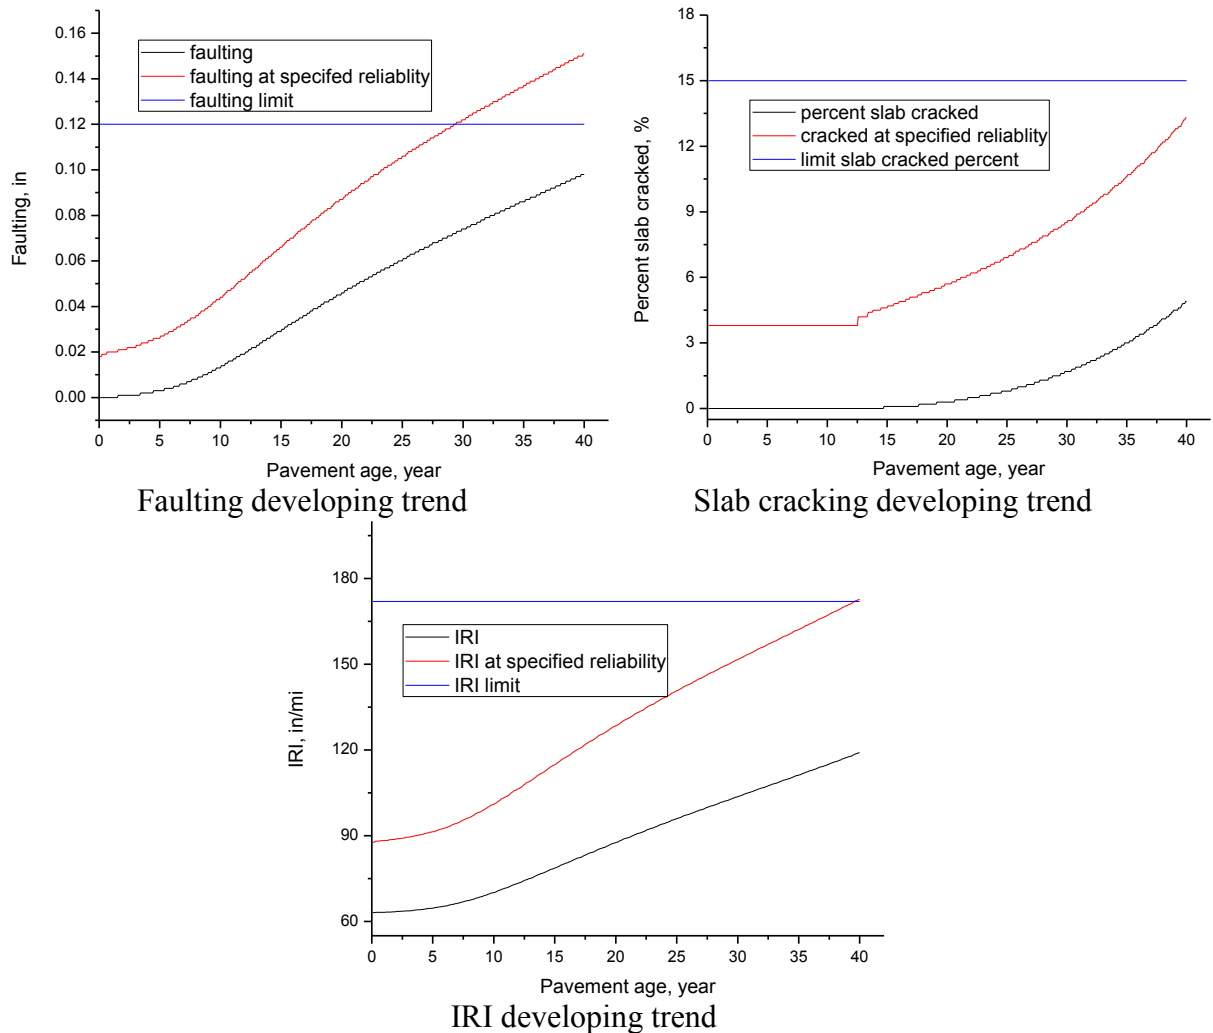 0.16
0.14
0.12
0.10
0.08
0.06
0.04
0.02
0.00
Faulting, in
faulting
faulting at specifed reliablity
faulting limit
0 5 10 15 20 25 30 35 40
Pavement age, year
Faulting developing trend
18
15
12
9
6
3
0
Percent slab cracked, %
percent slab cracked
cracked at specified reliablity
limit slab cracked percent
0 5 10 15 20 25 30 35 40
Pavement age, year
Slab cracking developing trend
180
150
120
90
60
IRI, in/mi
IRI
IRI at specified reliability
IRI limit
0 5 10 15 20 25 30 35 40
Pavement age, year
IRI developing trend